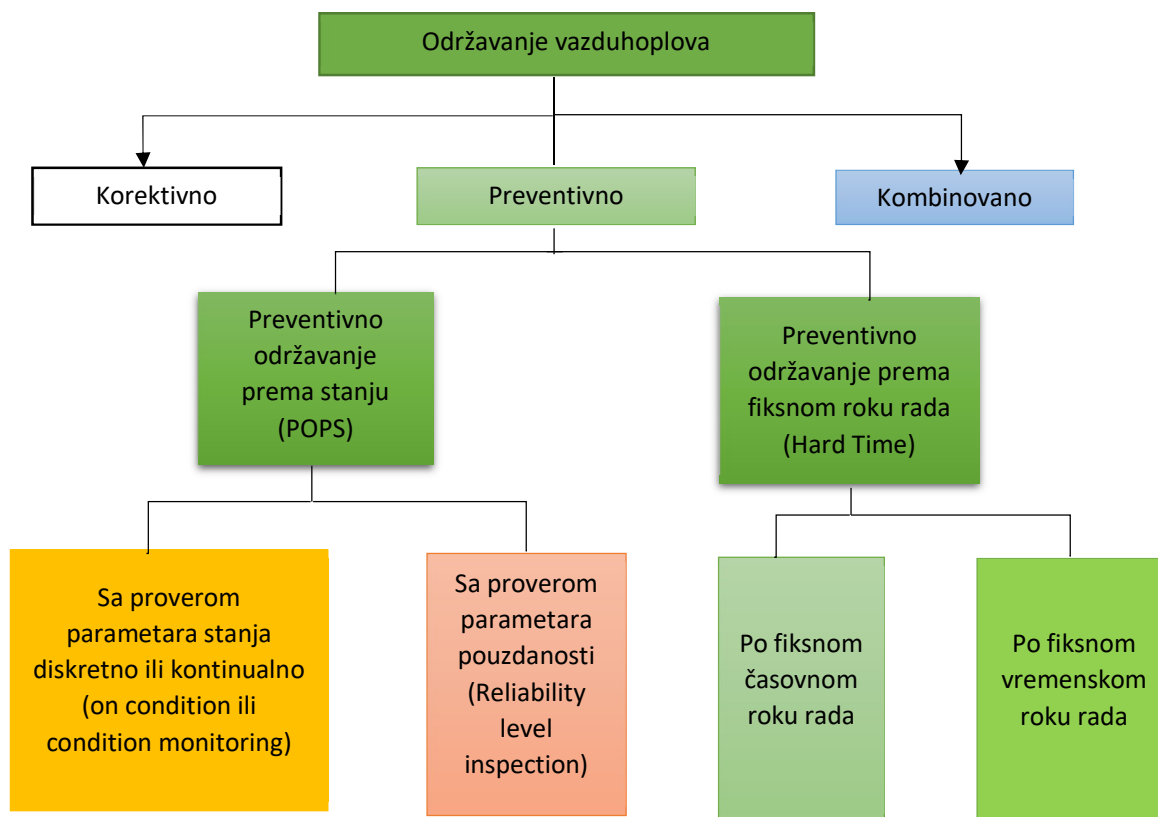 Održavanje vazduhoplova
Korektivno
Preventivno
Kombinovano
Preventivno
održavanje
prema stanju
(POPS)
Preventivno
održavanje prema
fiksnom roku rada
(Hard Time)
Sa proverom
parametara stanja
diskretno ili kontinualno
(on condition ili
condition monitoring)
Sa proverom
parametara
pouzdanosti
(Reliability
level
inspection)
Po fiksnom
časovnom
roku rada
Po fiksnom
vremenskom
roku rada